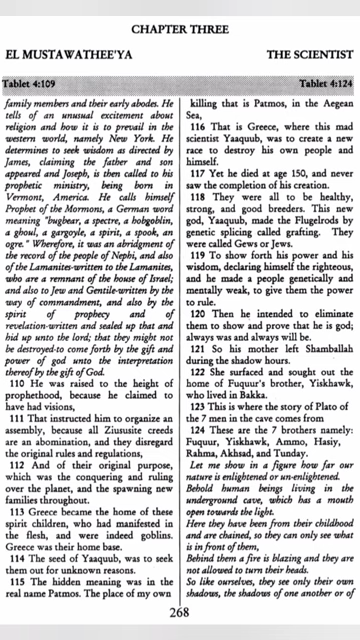 CHAPTER THREE
EL MUSTAWATHEE'YA
THE SCIENTIST
Tablet 4:109
Tablet 4:124
family members and their early abodes. He
tells of an unusual excitement about
religion and how it is to prevail in the
western world, namely New York. He
determines to seek wisdom as directed by
James, claiming the father and son
appeared and Joseph, is then called to his
prophetic ministry, being born in
Vermont, America. He calls himself
Prophet of the Mormons, a German word
meaning "bugbear, a spectre, a hobgoblin,
a ghoul, a gargoyle, a spirit, a spook, an
ogre." Wherefore, it was an abridgment of
the record of the people of Nephi, and also
of the Lamanites-written to the Lamanites,
who are a remnant of the house of Israel;
and also to Jew and Gentile-written by the
way of commandment, and also by the
spirit of prophecy and of
revelation-written and sealed up that and
hid up unto the lord; that they might not
be destroyed-to come forth by the gift and
power of god unto the interpretation
thereof by the gift of God.
110 He was raised to the height of
prophethood, because he claimed to
have had visions,
111 That instructed him to organize an
assembly, because all Ziususite creeds
are an abomination, and they disregard
the original rules and regulations,
112 And of their original purpose,
which was the conquering and ruling
over the planet, and the spawning new
families throughout.
113 Greece became the home of these
spirit children, who had manifested in
the flesh, and were indeed goblins.
Greece was their home base.
114 The seed of Yaaquub, was to seek
them out for unknown reasons.
115 The hidden meaning was in the
real name Patmos. The place of my own
killing that is Patmos, in the Aegean
Sea,
116 That is Greece, where this mad
scientist Yaaquub, was to create a new
race to destroy his own people and
himself.
117 Yet he died at age 150, and never
saw the completion of his creation.
118 They were all to be healthy,
strong, and good breeders. This new
god, Yaquub, made the Flugelrods by
genetic splicing called grafting. They
were called Gews or Jews.
119 To show forth his power and his
wisdom, declaring himself the righteous,
and he made a people genetically and
mentally weak, to give them the power
to rule.
120 Then he intended to eliminate
them to show and prove that he is god;
always was and always will be.
121 So his mother left Shamballah
during the shadow hours.
122 She surfaced and sought out the
home of Fuquur's brother, Yiskhawk,
who lived in Bakka.
123 This is where the story of Plato of
the 7 men in the cave comes from
124 These are the 7 brothers namely:
Fuquur, Yiskhawk, Ammo, Hasiy,
Rahma, Akhsad, and Tunday.
Let me show in a figure how far our
nature is enlightened or un-enlightened.
Behold human beings living in the
underground cave, which has a mouth
open towards the light.
Here they have been from their childhood
and are chained, so they can only see what
is in front of them,
Behind them a fire is blazing and they are
not allowed to turn their heads.
So like ourselves, they see only their own
shadows, the shadows of one another or of
268